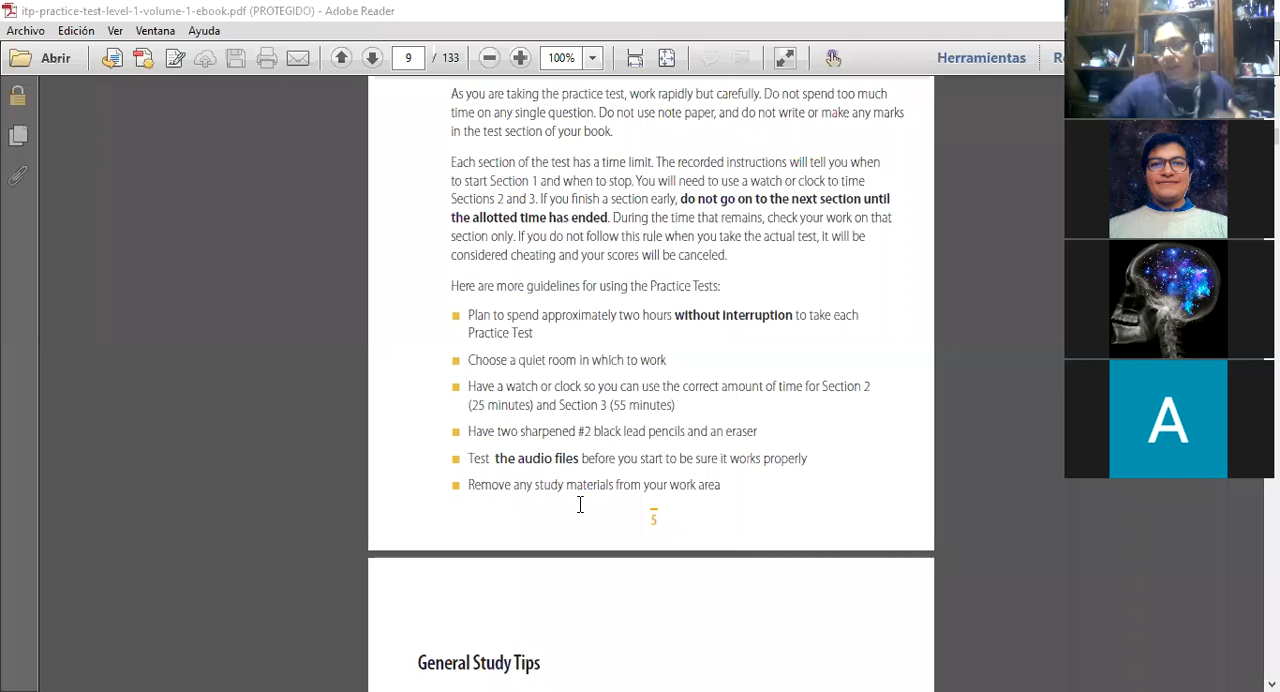 itp-practice-test-level-1-volume-1-ebook.pdf (PROTEGIDO) - Adobe Reader
Archivo Edición Ver Ventana Ayuda
Abrir 9 / 133 100% Herramientas
As you are taking the practice test, work rapidly but carefully. Do not spend too much
time on any single question. Do not use note paper, and do not write or make any marks
in the test section of your book.
Each section of the test has a time limit. The recorded instructions will tell you when
to start Section 1 and when to stop. You will need to use a watch or clock to time
Sections 2 and 3. If you finish a section early, do not go on to the next section until
the allotted time has ended. During the time that remains, check your work on that
section only. If you do not follow this rule when you take the actual test, it will be
considered cheating and your scores will be canceled.
Here are more guidelines for using the Practice Tests:
Plan to spend approximately two hours without interruption to take each
Practice Test
Choose a quiet room in which to work
Have a watch or clock so you can use the correct amount of time for Section 2
(25 minutes) and Section 3 (55 minutes)
Have two sharpened #2 black lead pencils and an eraser
Test the audio files before you start to be sure it works properly
Remove any study materials from your work area
5
General Study Tips
A